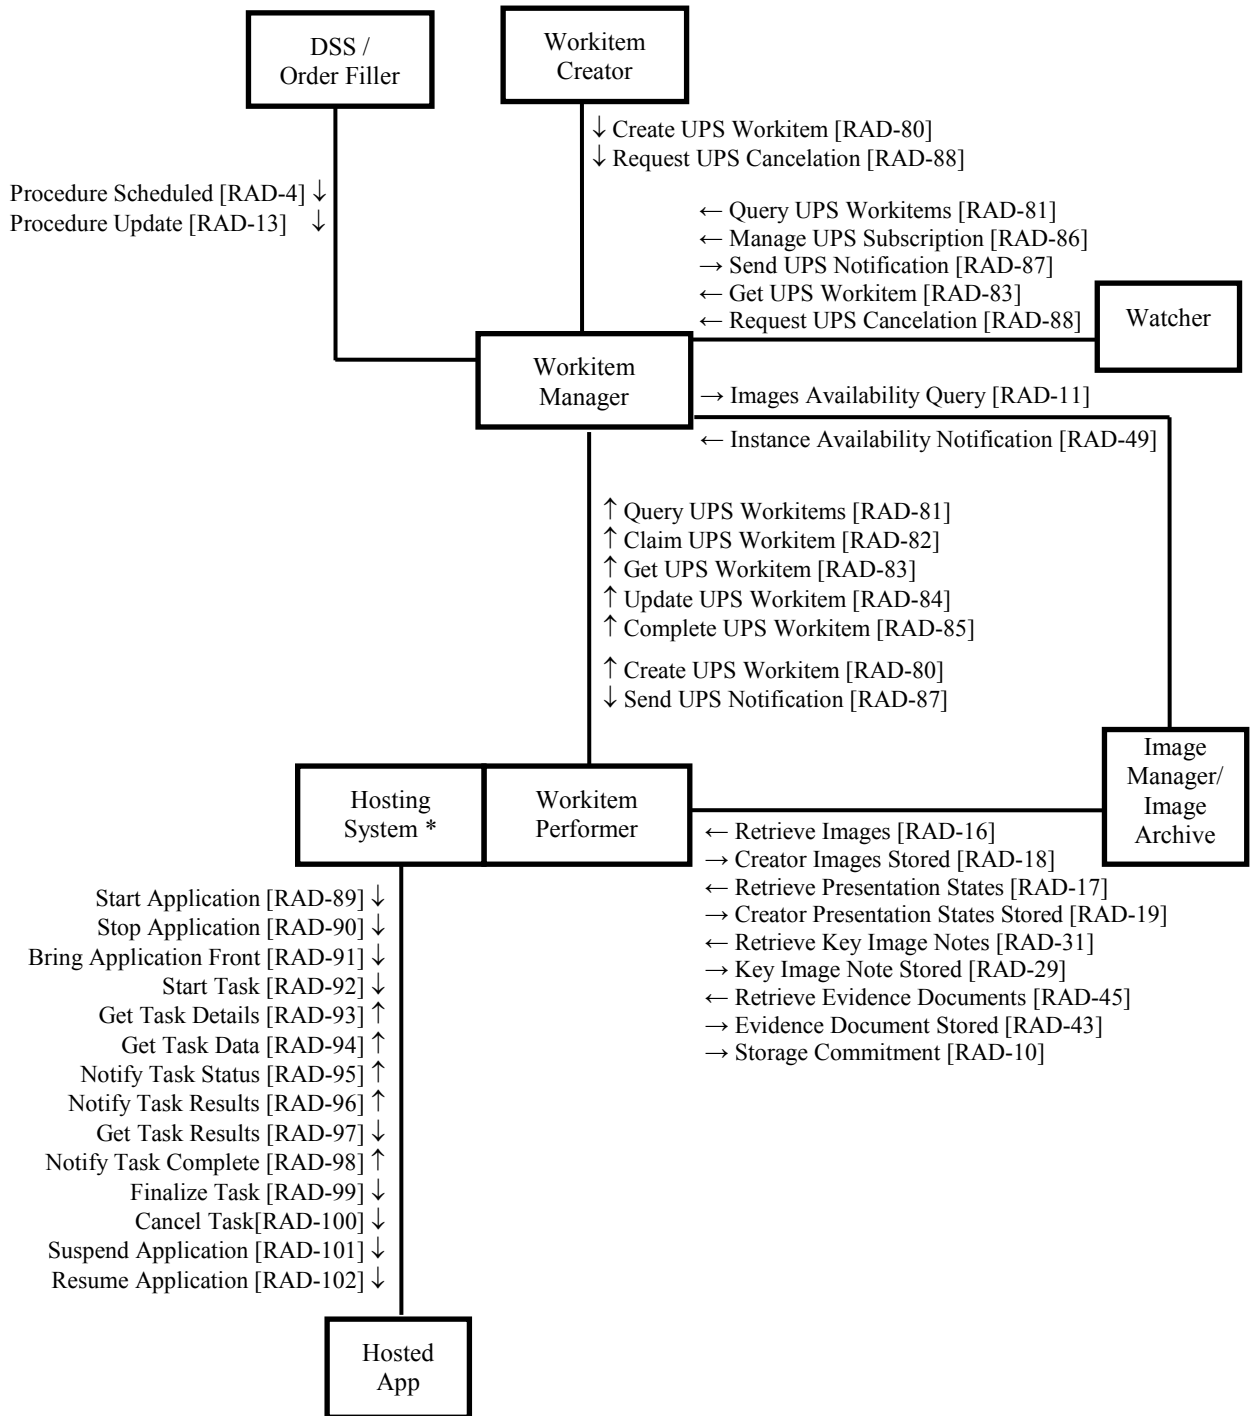 DSS /
Order Filler
Workitem
Creator
↓ Create UPS Workitem [RAD-80]
↓ Request UPS Cancelation [RAD-88]
Procedure Scheduled [RAD-4] ↓
Procedure Update [RAD-13] ↓
← Query UPS Workitems [RAD-81]
← Manage UPS Subscription [RAD-86]
→ Send UPS Notification [RAD-87]
← Get UPS Workitem [RAD-83]
← Request UPS Cancelation [RAD-88]
Watcher
Workitem
Manager
→ Images Availability Query [RAD-11]
← Instance Availability Notification [RAD-49]
↑ Query UPS Workitems [RAD-81]
↑ Claim UPS Workitem [RAD-82]
↑ Get UPS Workitem [RAD-83]
↑ Update UPS Workitem [RAD-84]
↑ Complete UPS Workitem [RAD-85]
↑ Create UPS Workitem [RAD-80]
↓ Send UPS Notification [RAD-87]
Image
Manager/
Image
Archive
Hosting
System *
Workitem
Performer
← Retrieve Images [RAD-16]
→ Creator Images Stored [RAD-18]
← Retrieve Presentation States [RAD-17]
→ Creator Presentation States Stored [RAD-19]
← Retrieve Key Image Notes [RAD-31]
→ Key Image Note Stored [RAD-29]
← Retrieve Evidence Documents [RAD-45]
→ Evidence Document Stored [RAD-43]
→ Storage Commitment [RAD-10]
Start Application [RAD-89] ↓
Stop Application [RAD-90] ↓
Bring Application Front [RAD-91] ↓
Start Task [RAD-92] ↓
Get Task Details [RAD-93] ↑
Get Task Data [RAD-94] ↑
Notify Task Status [RAD-95] ↑
Notify Task Results [RAD-96] ↑
Get Task Results [RAD-97] ↓
Notify Task Complete [RAD-98] ↑
Finalize Task [RAD-99] ↓
Cancel Task[RAD-100] ↓
Suspend Application [RAD-101] ↓
Resume Application [RAD-102] ↓
Hosted
App